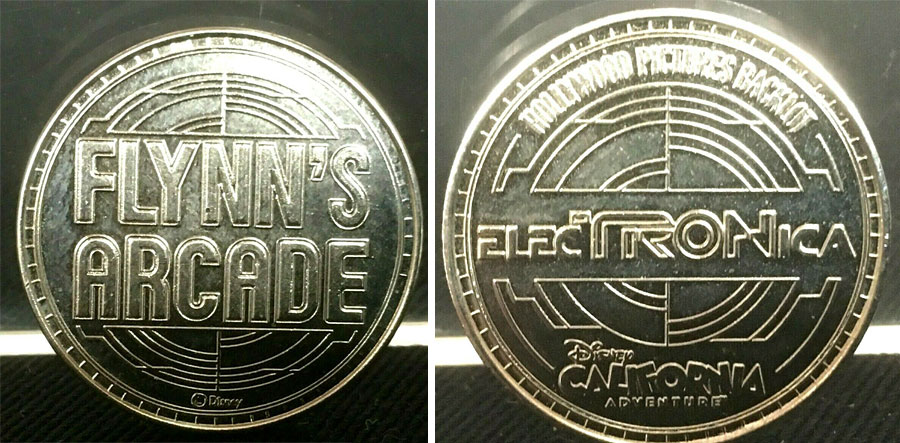 FLYNN'S
ARCADE
© Disney
HOLLYWOOD PICTURES BACKLOT
ELECTRONICA
Disney
CALIFORNIA
ADVENTURE